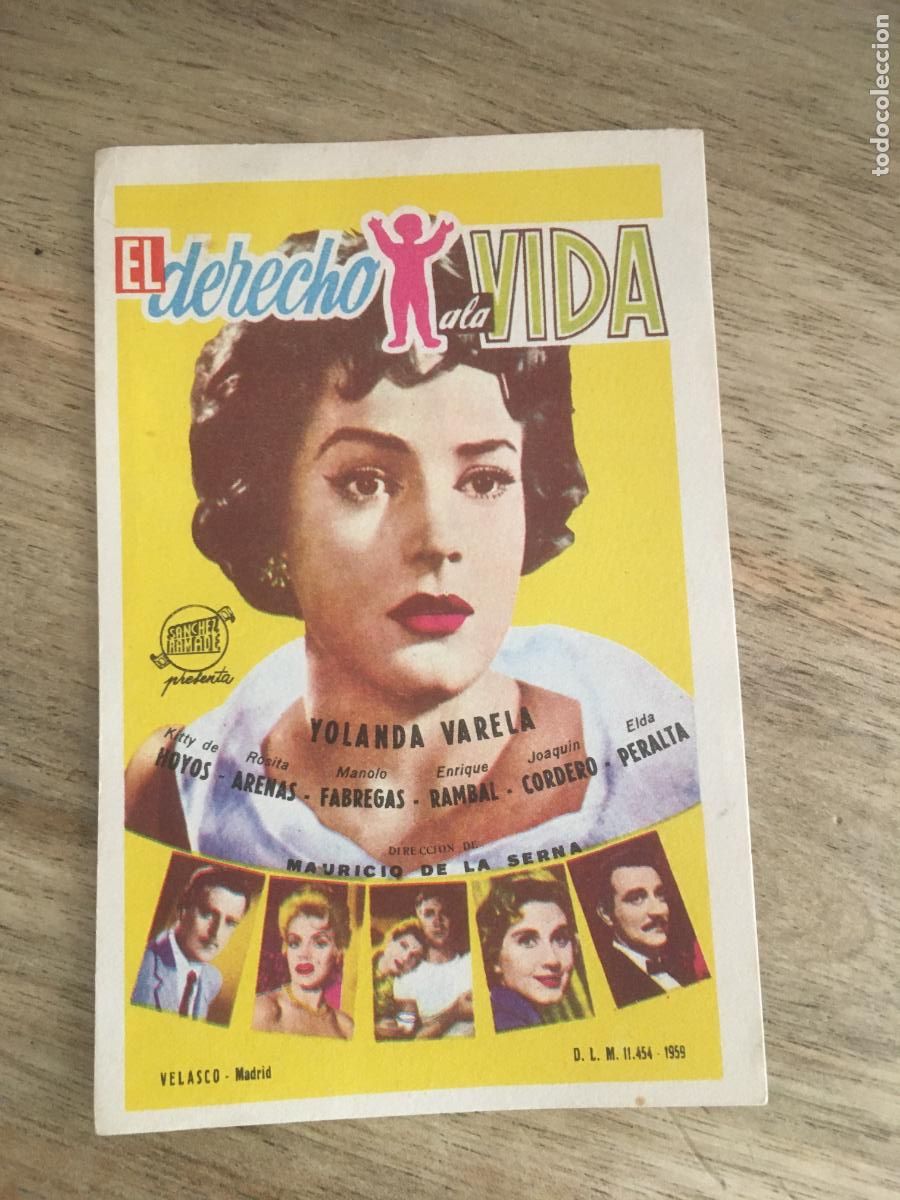 todocoleccion
EL derecho a la VIDA
SANCHEZ
RAMADE
presenta
YOLANDA VARELA
Kitty de HOYOS - Rosita ARENAS - Manolo FABREGAS - Enrique RAMBAL - Joaquin CORDERO - Elda PERALTA
DIRECCION DE
MAURICIO DE LA SERNA
VELASCO - Madrid
D. L. M. 11.454 - 1959